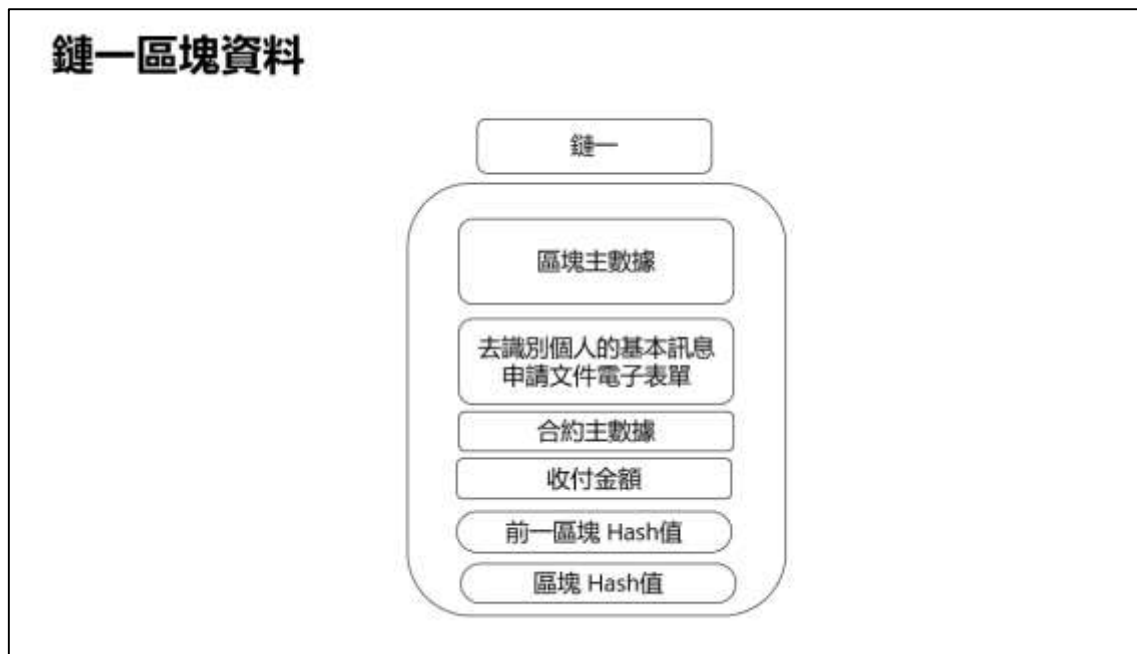 鏈一區塊資料
鏈一
區塊主數據
去識別個人的基本訊息
申請文件電子表單
合約主數據
收付金額
前一區塊 Hash值
區塊 Hash值